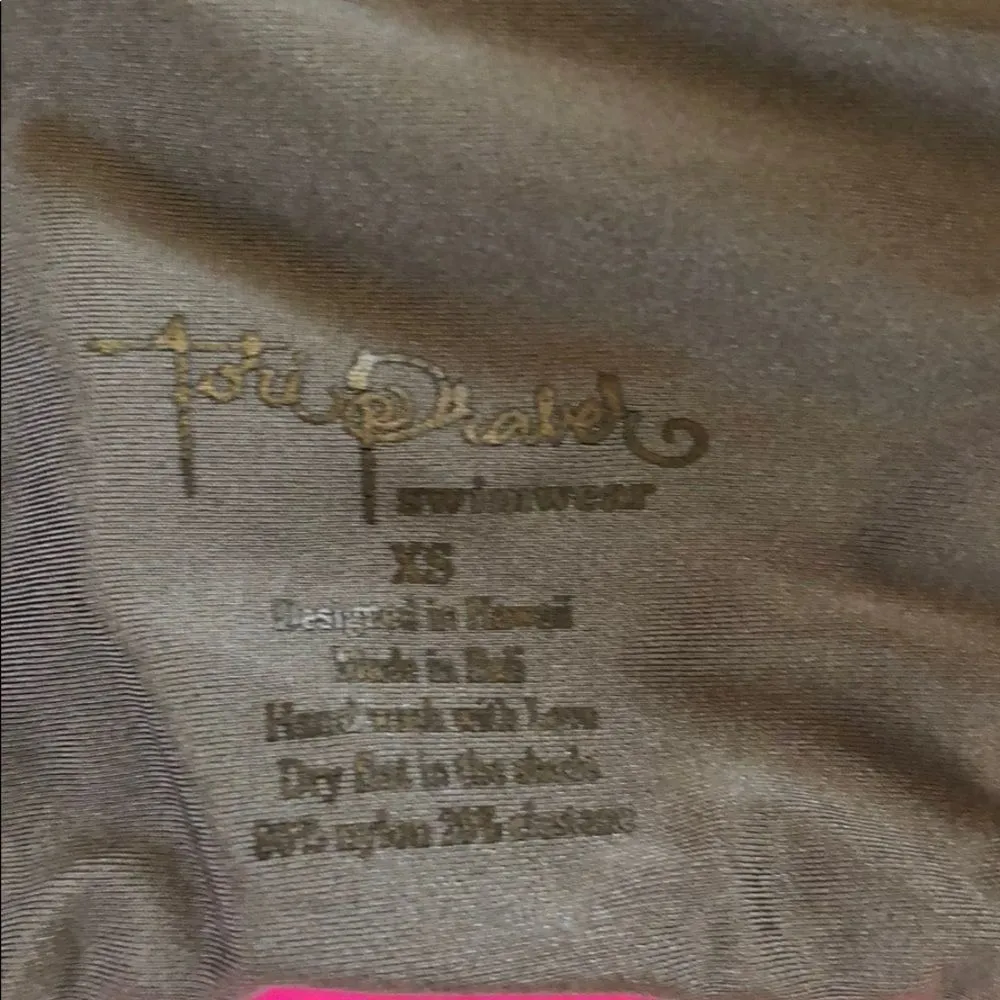 Tori Praver
swimwear
XS
Designed in Hawaii
Made in Bali
Hand wash with Love
Dry flat in the shade
80% nylon 20% elastane